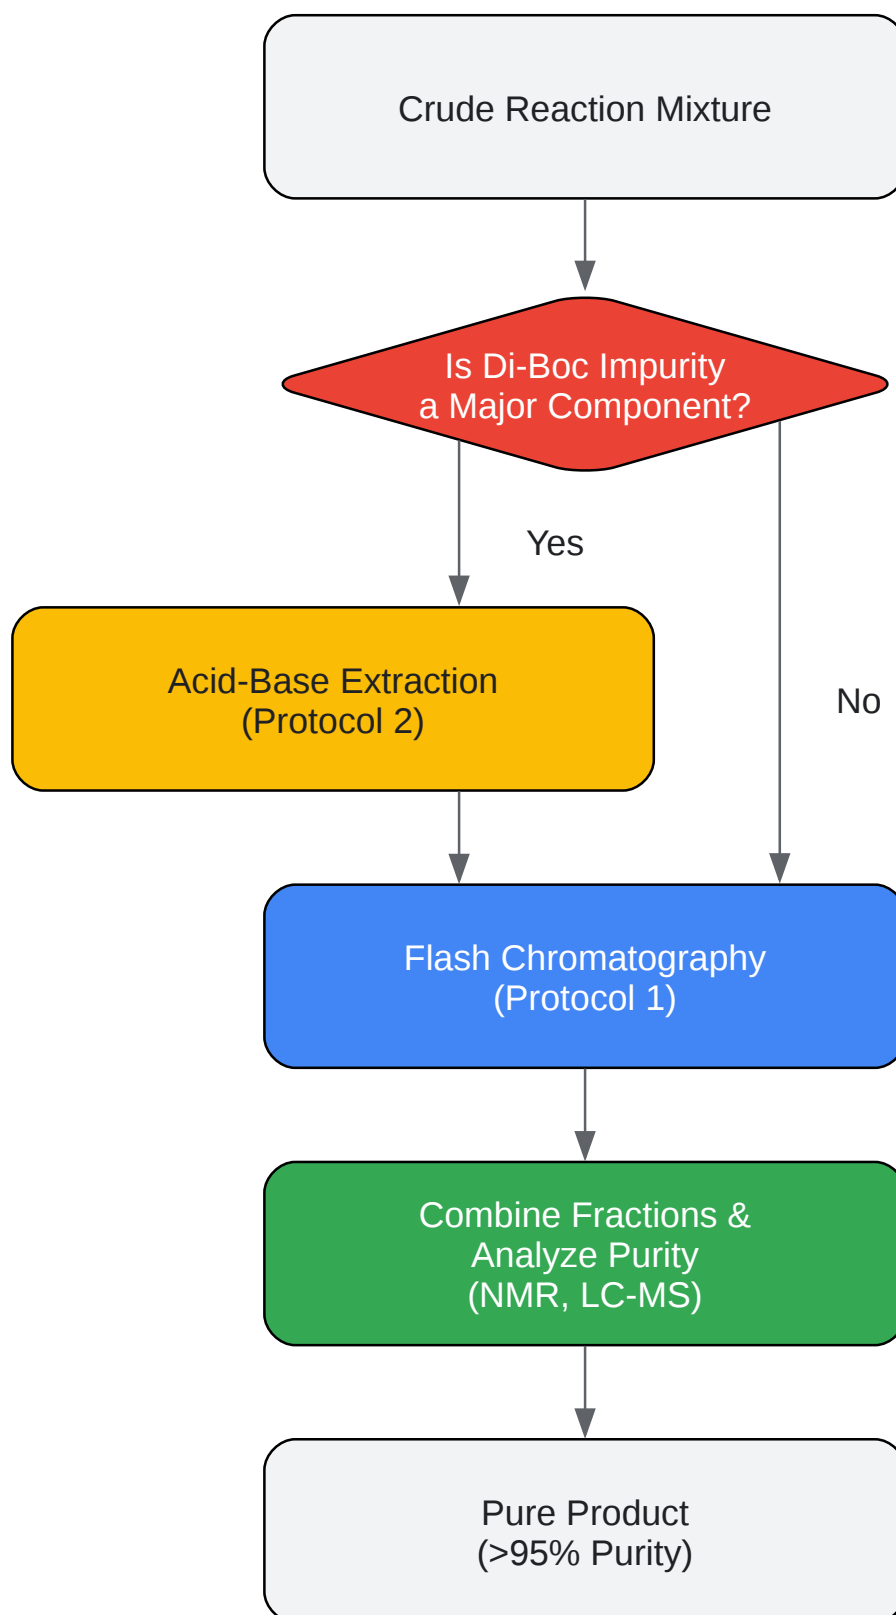 Crude Reaction Mixture
Is Di-Boc Impurity
a Major Component?
Yes
Acid-Base Extraction
(Protocol 2)
No
Flash Chromatography
(Protocol 1)
Combine Fractions &
Analyze Purity
(NMR, LC-MS)
Pure Product
(>95% Purity)